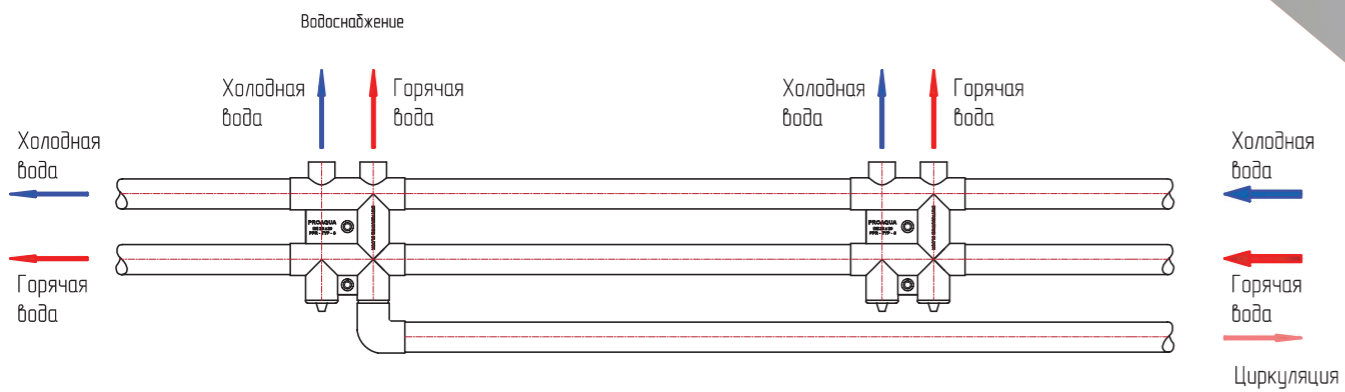 Водоснабжение
Холодная
вода
Горячая
вода
Холодная
вода
Горячая
вода
Холодная
вода
Холодная
вода
PROAQUA
PROAQUA
Горячая
вода
Горячая
вода
Циркуляция